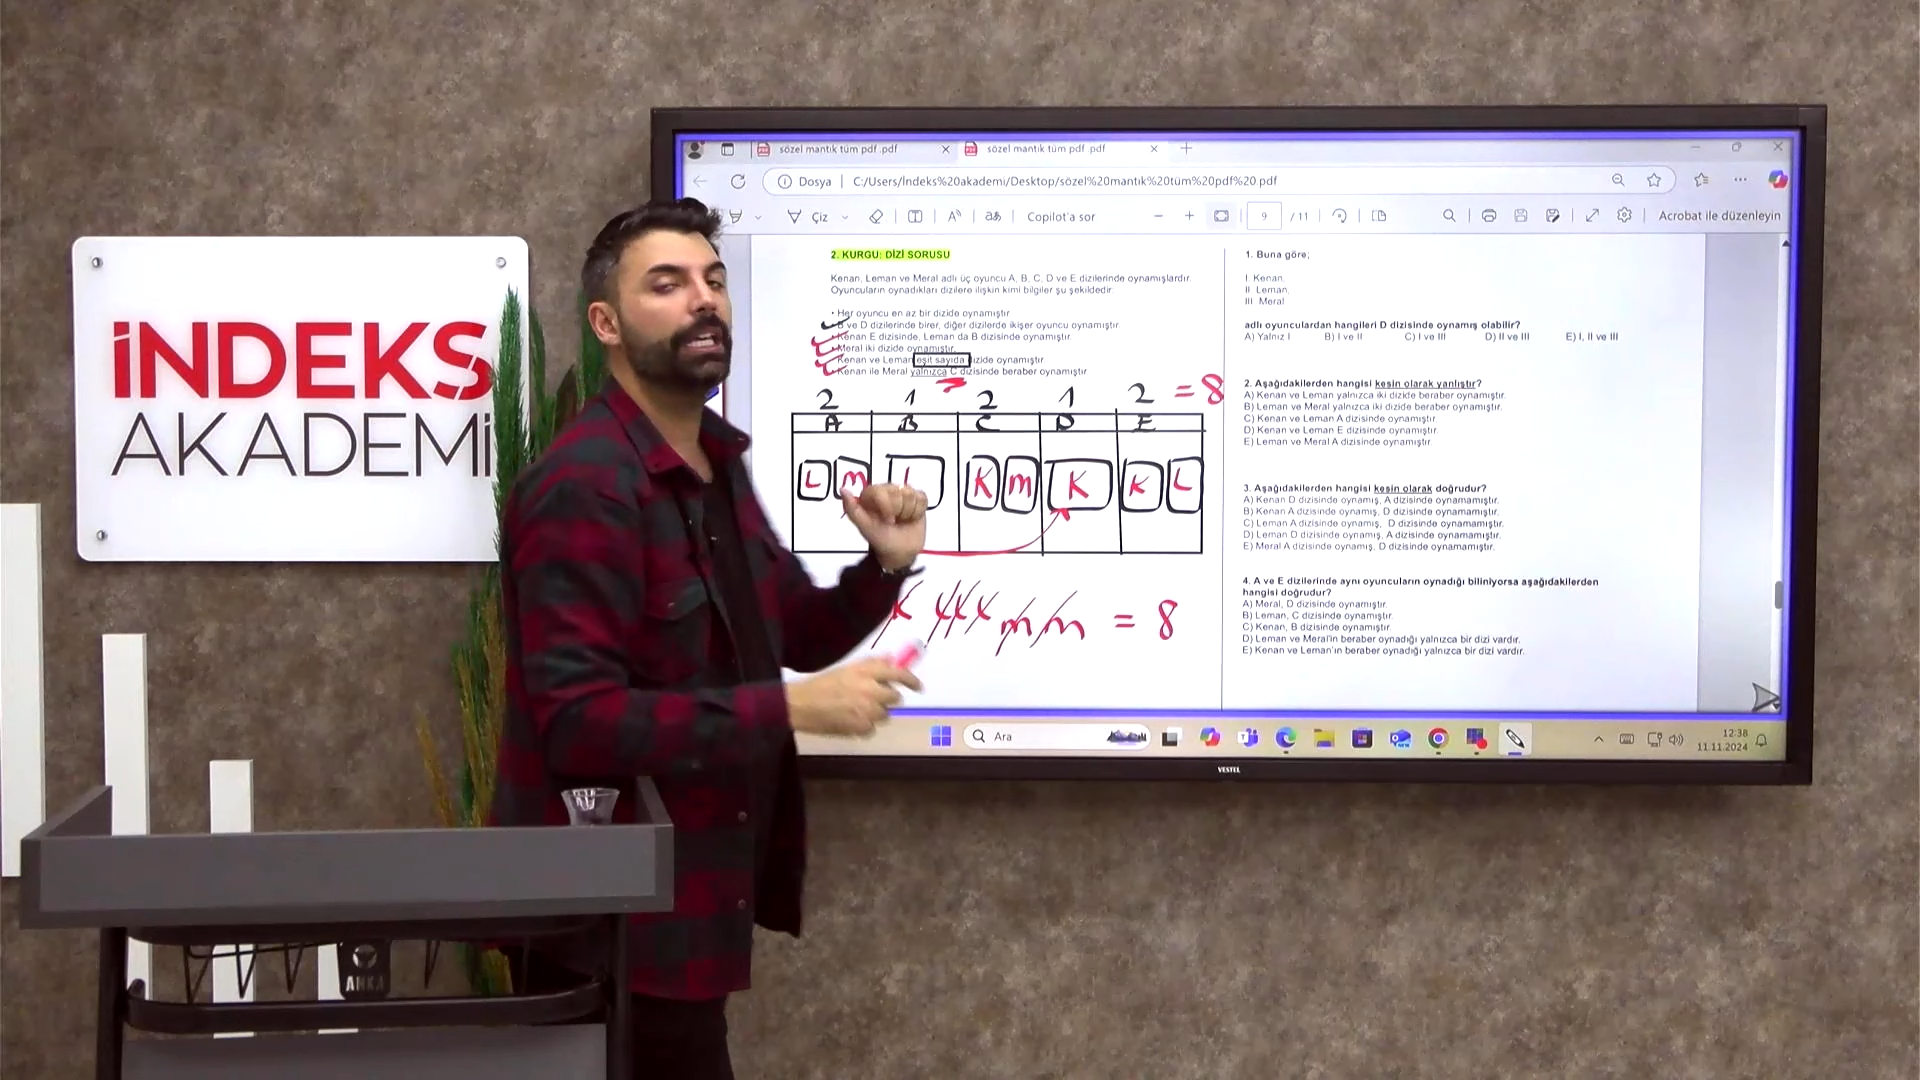 İNDEKS
AKADEMİ
sözel mantık tüm pdf .pdf
sözel mantık tüm pdf .pdf
Dosya
C:/Users/İndeks%20akademi/Desktop/sözel%20mantık%20tüm%20pdf%20.pdf
Çiz
Copilot'a sor
9 / 11
Acrobat ile düzenleyin
2. KURGU: DİZİ SORUSU
Kenan, Leman ve Meral adlı üç oyuncu A, B, C, D ve E dizilerinde oynamışlardır.
Oyuncuların oynadıkları dizilere ilişkin kimi bilgiler şu şekildedir:
• Her oyuncu en az bir dizide oynamıştır.
B ve D dizilerinde birer, diğer dizilerde ikişer oyuncu oynamıştır.
Kenan E dizisinde, Leman da B dizisinde oynamıştır.
Meral iki dizide oynamıştır.
Kenan ve Leman eşit sayıda dizide oynamıştır.
Kenan ile Meral yalnızca C dizisinde beraber oynamıştır
2 1 2 1 2 = 8
A B C D E
L M L K M K K L
= 8
1. Buna göre;
I. Kenan,
II. Leman,
III. Meral
adlı oyunculardan hangileri D dizisinde oynamış olabilir?
A) Yalnız I B) I ve II C) I ve III D) II ve III E) I, II ve III
2. Aşağıdakilerden hangisi kesin olarak yanlıştır?
A) Kenan ve Leman yalnızca iki dizide beraber oynamıştır.
B) Leman ve Meral yalnızca iki dizide beraber oynamıştır.
C) Kenan ve Leman A dizisinde oynamıştır.
D) Kenan ve Leman E dizisinde oynamıştır.
E) Leman ve Meral A dizisinde oynamıştır.
3. Aşağıdakilerden hangisi kesin olarak doğrudur?
A) Kenan D dizisinde oynamış, A dizisinde oynamamıştır.
B) Kenan A dizisinde oynamış, D dizisinde oynamamıştır.
C) Leman A dizisinde oynamış, D dizisinde oynamamıştır.
D) Leman D dizisinde oynamış, A dizisinde oynamamıştır.
E) Meral A dizisinde oynamış, D dizisinde oynamamıştır.
4. A ve E dizilerinde aynı oyuncuların oynadığı biliniyorsa aşağıdakilerden
hangisi doğrudur?
A) Meral, D dizisinde oynamıştır.
B) Leman, C dizisinde oynamıştır.
C) Kenan, B dizisinde oynamıştır.
D) Leman ve Meral'in beraber oynadığı yalnızca bir dizi vardır.
E) Kenan ve Leman'ın beraber oynadığı yalnızca bir dizi vardır.
Ara
12:38
11.11.2024
VESTEL
ANKA